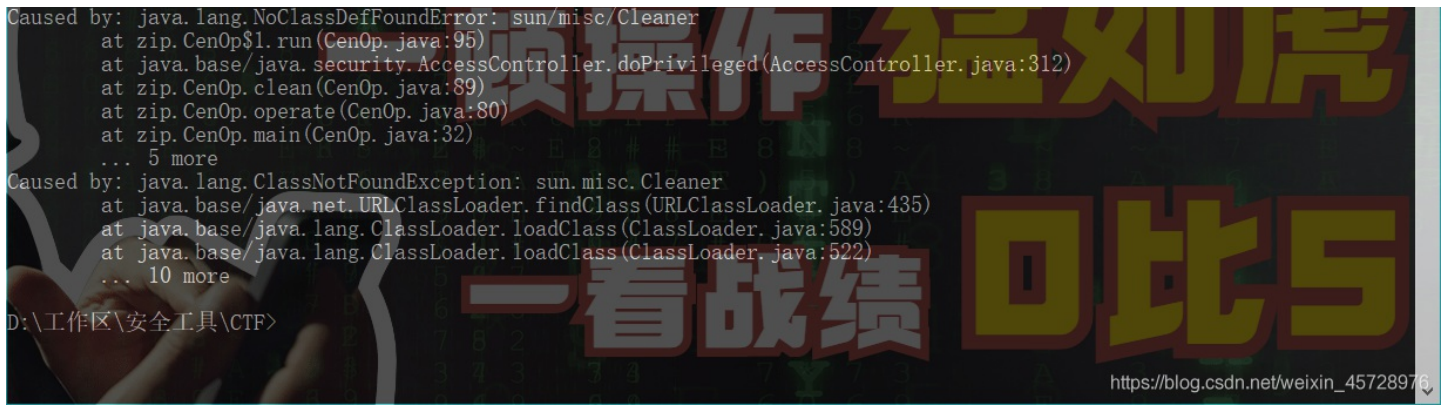 Caused by: java.lang.NoClassDefFoundError: sun/misc/Cleaner
at zip.CenOp$1.run(CenOp.java:95)
at java.base/java.security.AccessController.doPrivileged(AccessController.java:312)
at zip.CenOp.clean(CenOp.java:89)
at zip.CenOp.operate(CenOp.java:80)
at zip.CenOp.main(CenOp.java:32)
... 5 more
Caused by: java.lang.ClassNotFoundException: sun.misc.Cleaner
at java.base/java.net.URLClassLoader.findClass(URLClassLoader.java:435)
at java.base/java.lang.ClassLoader.loadClass(ClassLoader.java:589)
at java.base/java.lang.ClassLoader.loadClass(ClassLoader.java:522)
... 10 more
D:\工作区\安全工具\CTF>
一顿操作 猛如虎
一看战绩 0比5
https://blog.csdn.net/weixin_45728976